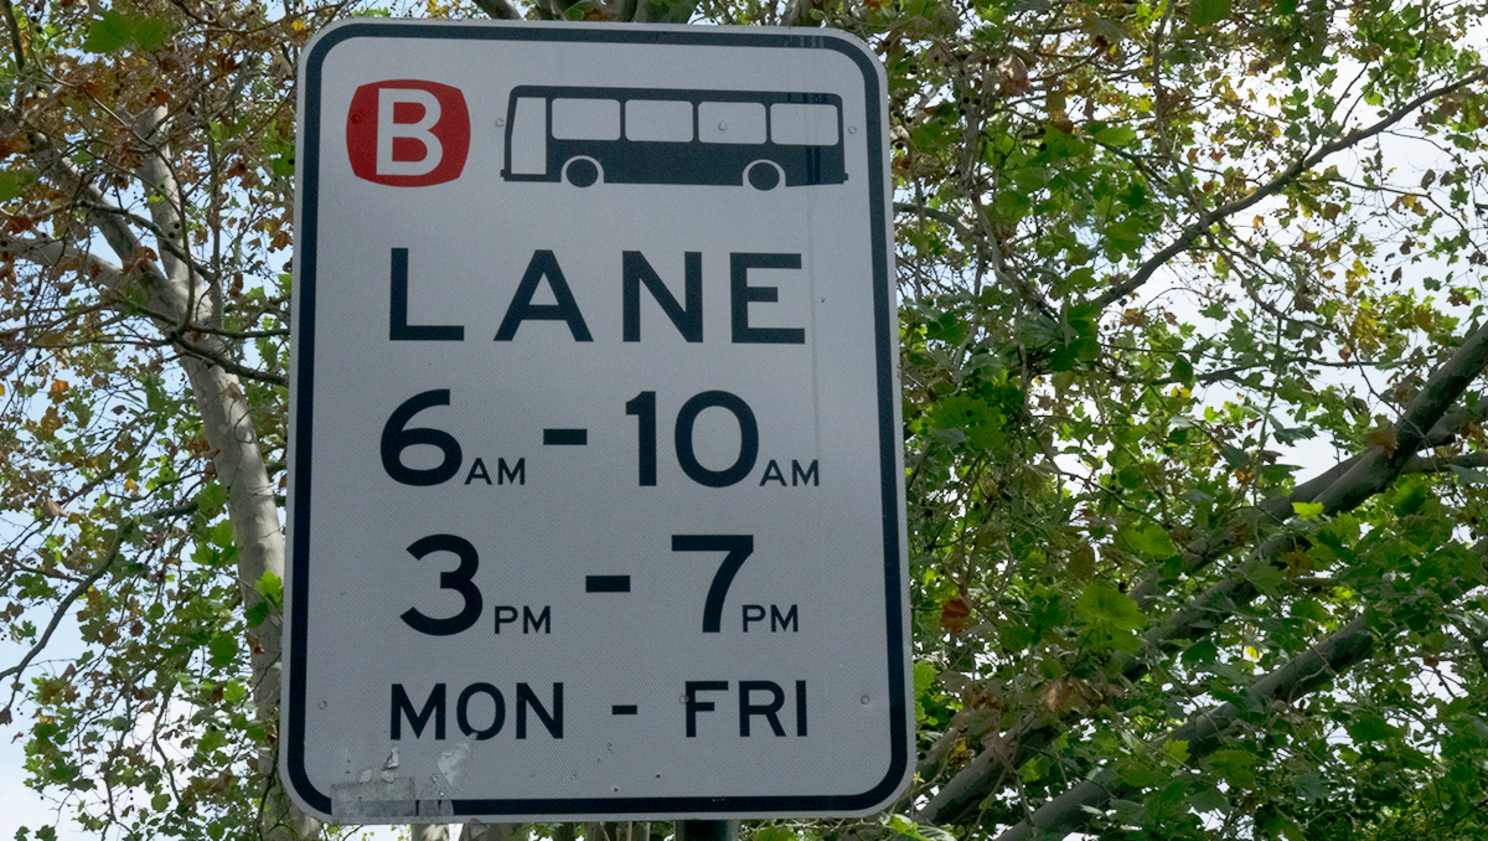 B
LANE
6AM - 10AM
3PM - 7PM
MON - FRI